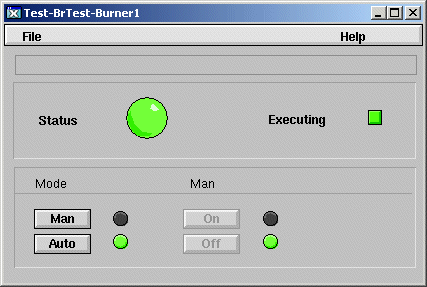 Test-BrTest-Burner1
File Help
Status Executing
Mode Man
Man On
Auto Off